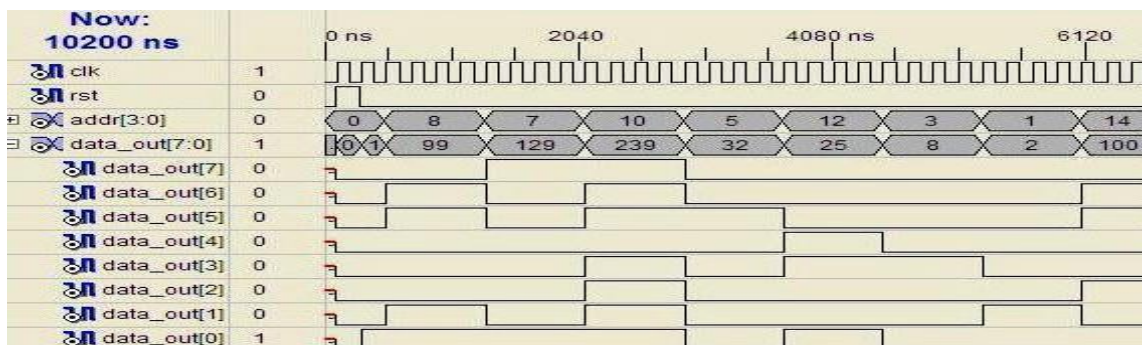 Now:
10200 ns
0 ns 2040 4080 ns 6120
clk 1
rst 0
addr[3:0] 0 0 8 7 10 5 12 3 1 14
data_out[7:0] 1 0 1 99 129 239 32 25 8 2 100
data_out[7] 0
data_out[6] 0
data_out[5] 0
data_out[4] 0
data_out[3] 0
data_out[2] 0
data_out[1] 0
data_out[0] 1